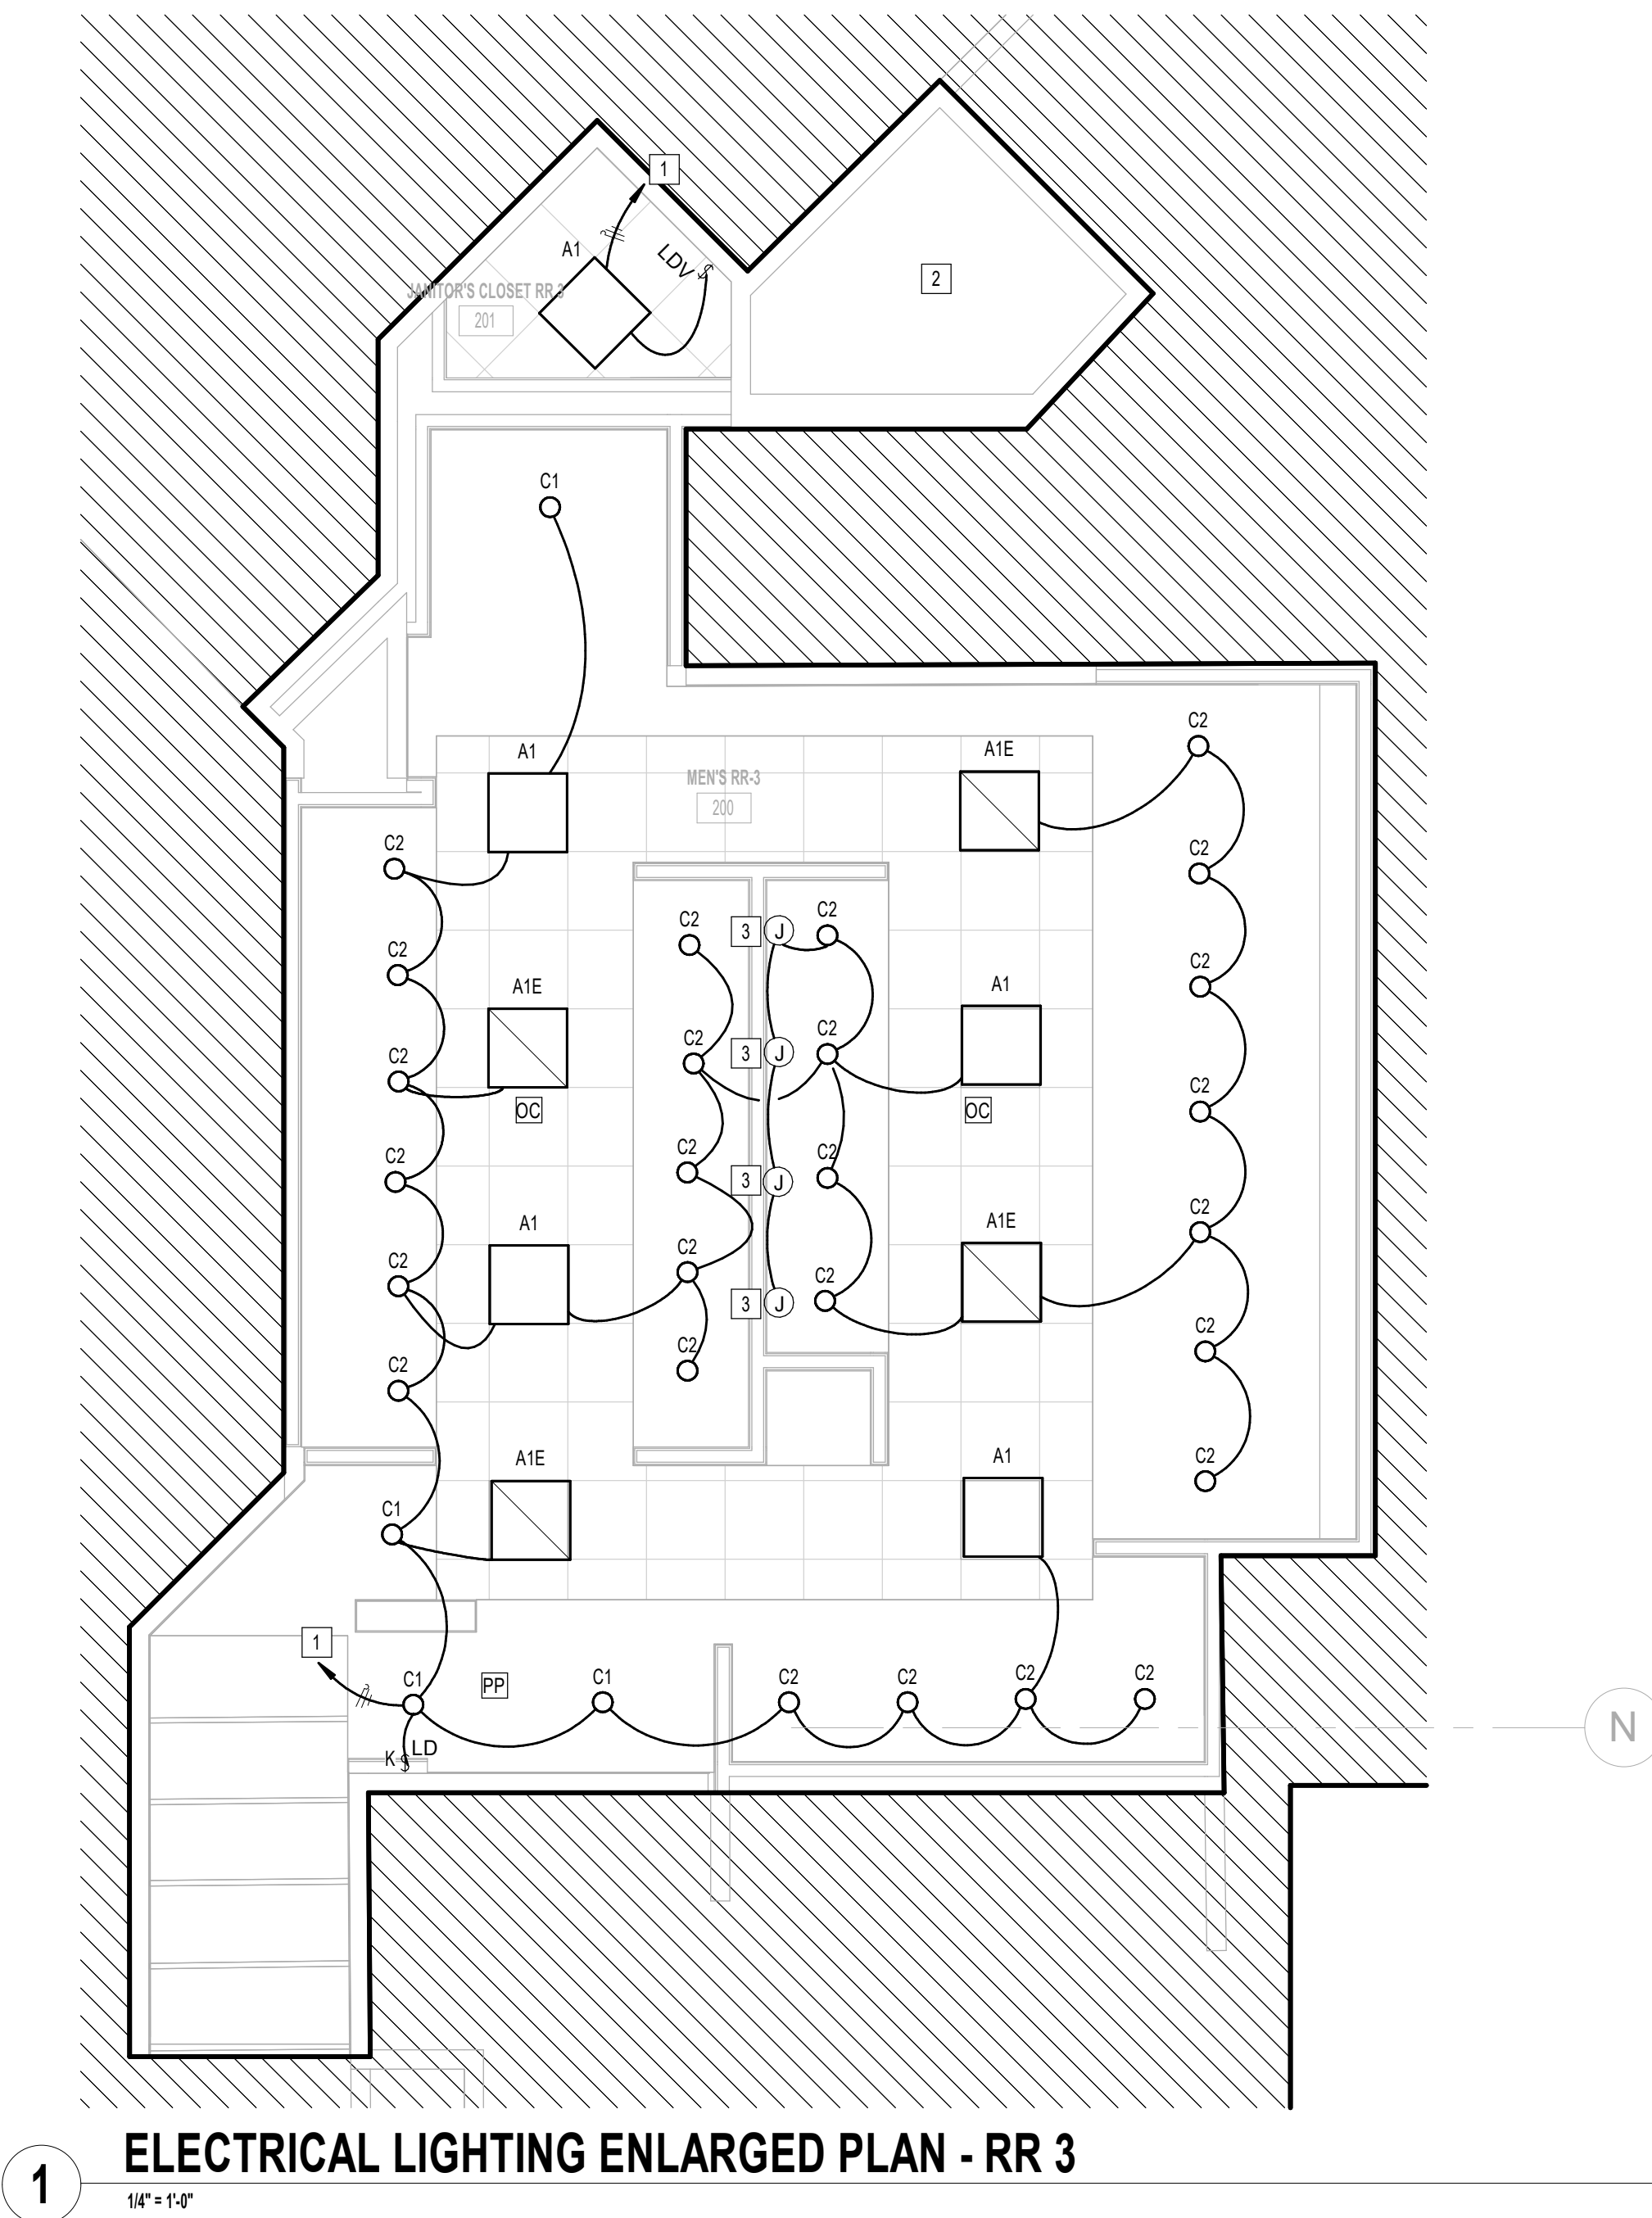 1
A1
LDV $
2
JANITOR'S CLOSET RR-3
201
C1
C2
A1
A1E
MEN'S RR-3
200
C2
C2
C2
3 J C2
C2
C2
A1E
A1
C2
C2
3 J
C2
C2
OC
OC
C2
C2
C2
C2
3 J
A1
A1E
C2
C2
C2
3 J
C2
C2
C2
C2
A1E
A1
C2
C1
1
C1
PP
C1
C2
C2
C2
C2
K $ LD
N
1
ELECTRICAL LIGHTING ENLARGED PLAN - RR 3
1/4" = 1'-0"